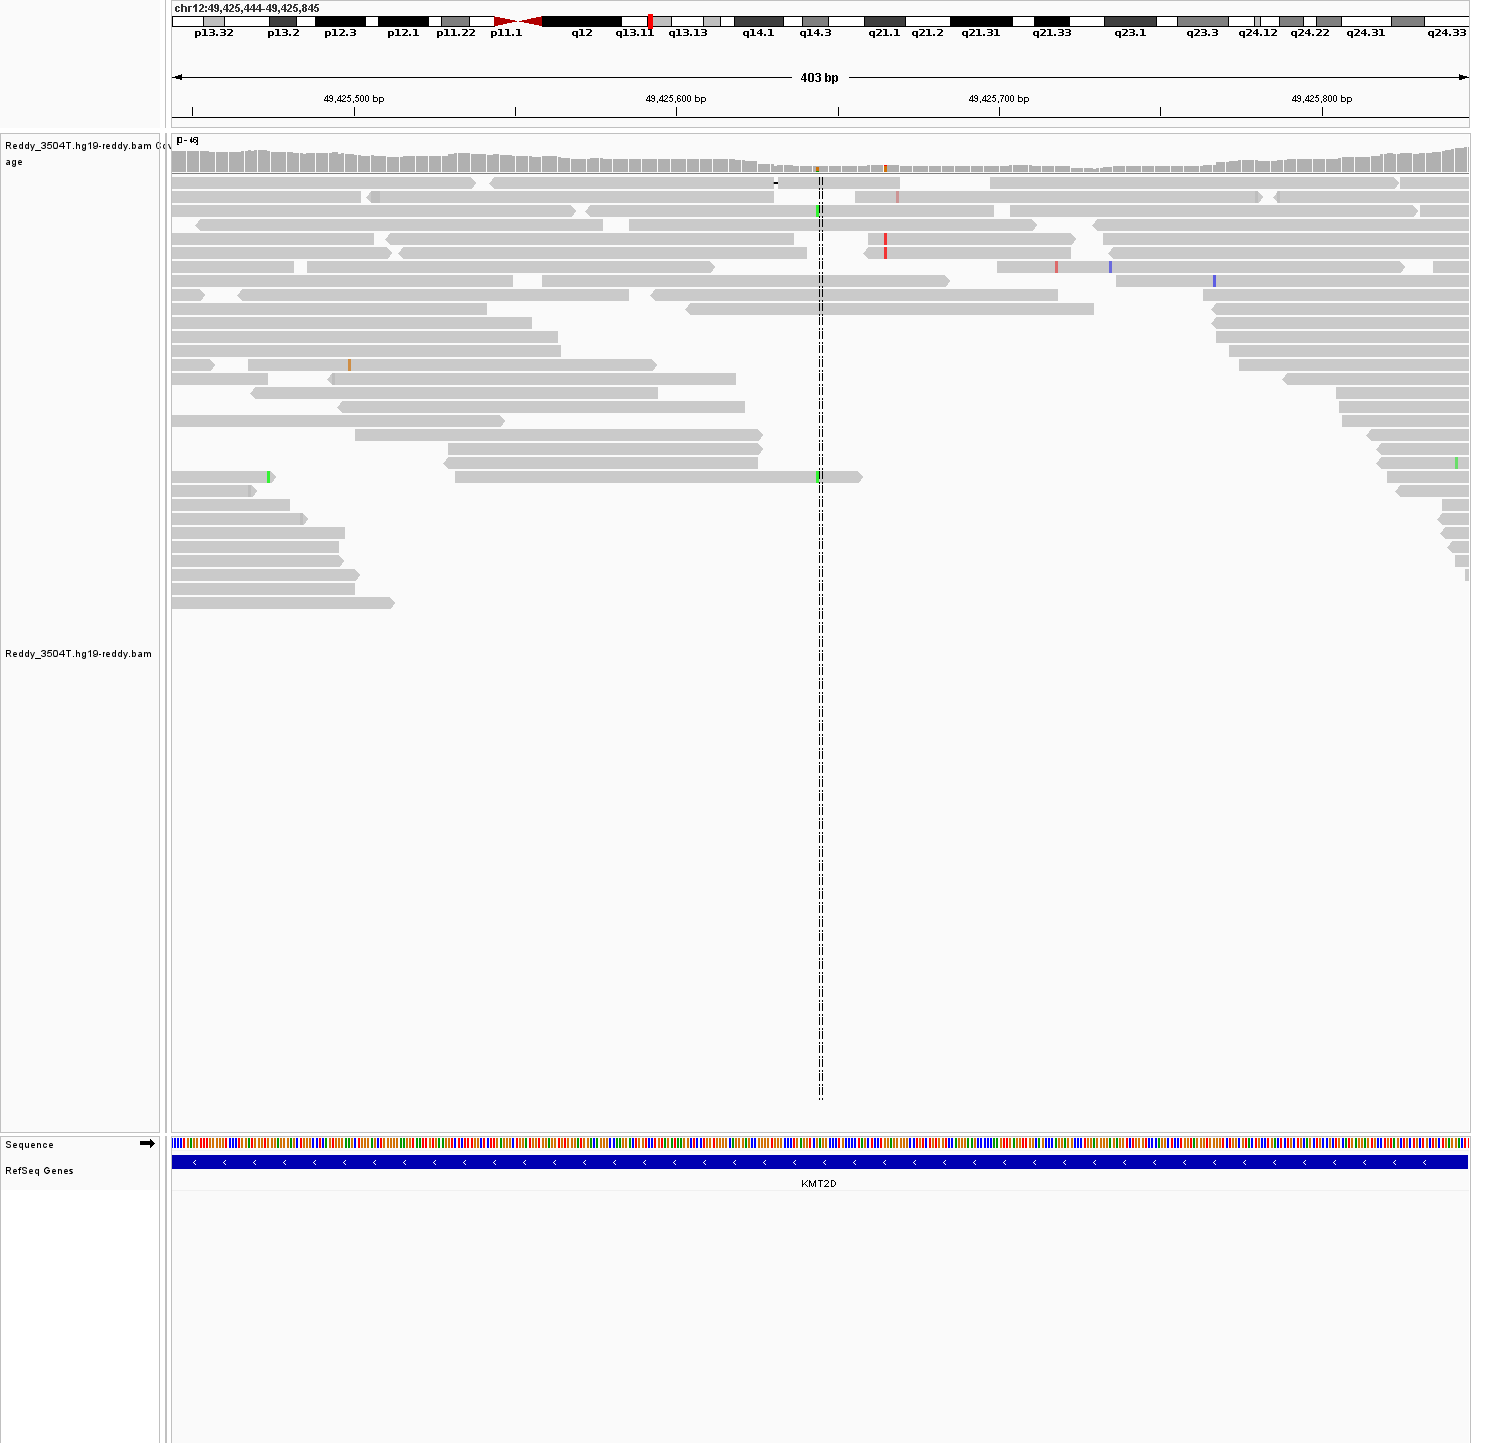 chr12:49,425,444-49,425,845
p13.32 p13.2 p12.3 p12.1 p11.22 p11.1 q12 q13.11 q13.13 q14.1 q14.3 q21.1 q21.2 q21.31 q21.33 q23.1 q23.3 q24.12 q24.22 q24.31 q24.33
403 bp
49,425,500 bp 49,425,600 bp 49,425,700 bp 49,425,800 bp
[0 - 46]
Reddy_3504T.hg19-reddy.bam Cov
age
Reddy_3504T.hg19-reddy.bam
Sequence
RefSeq Genes
KMT2D